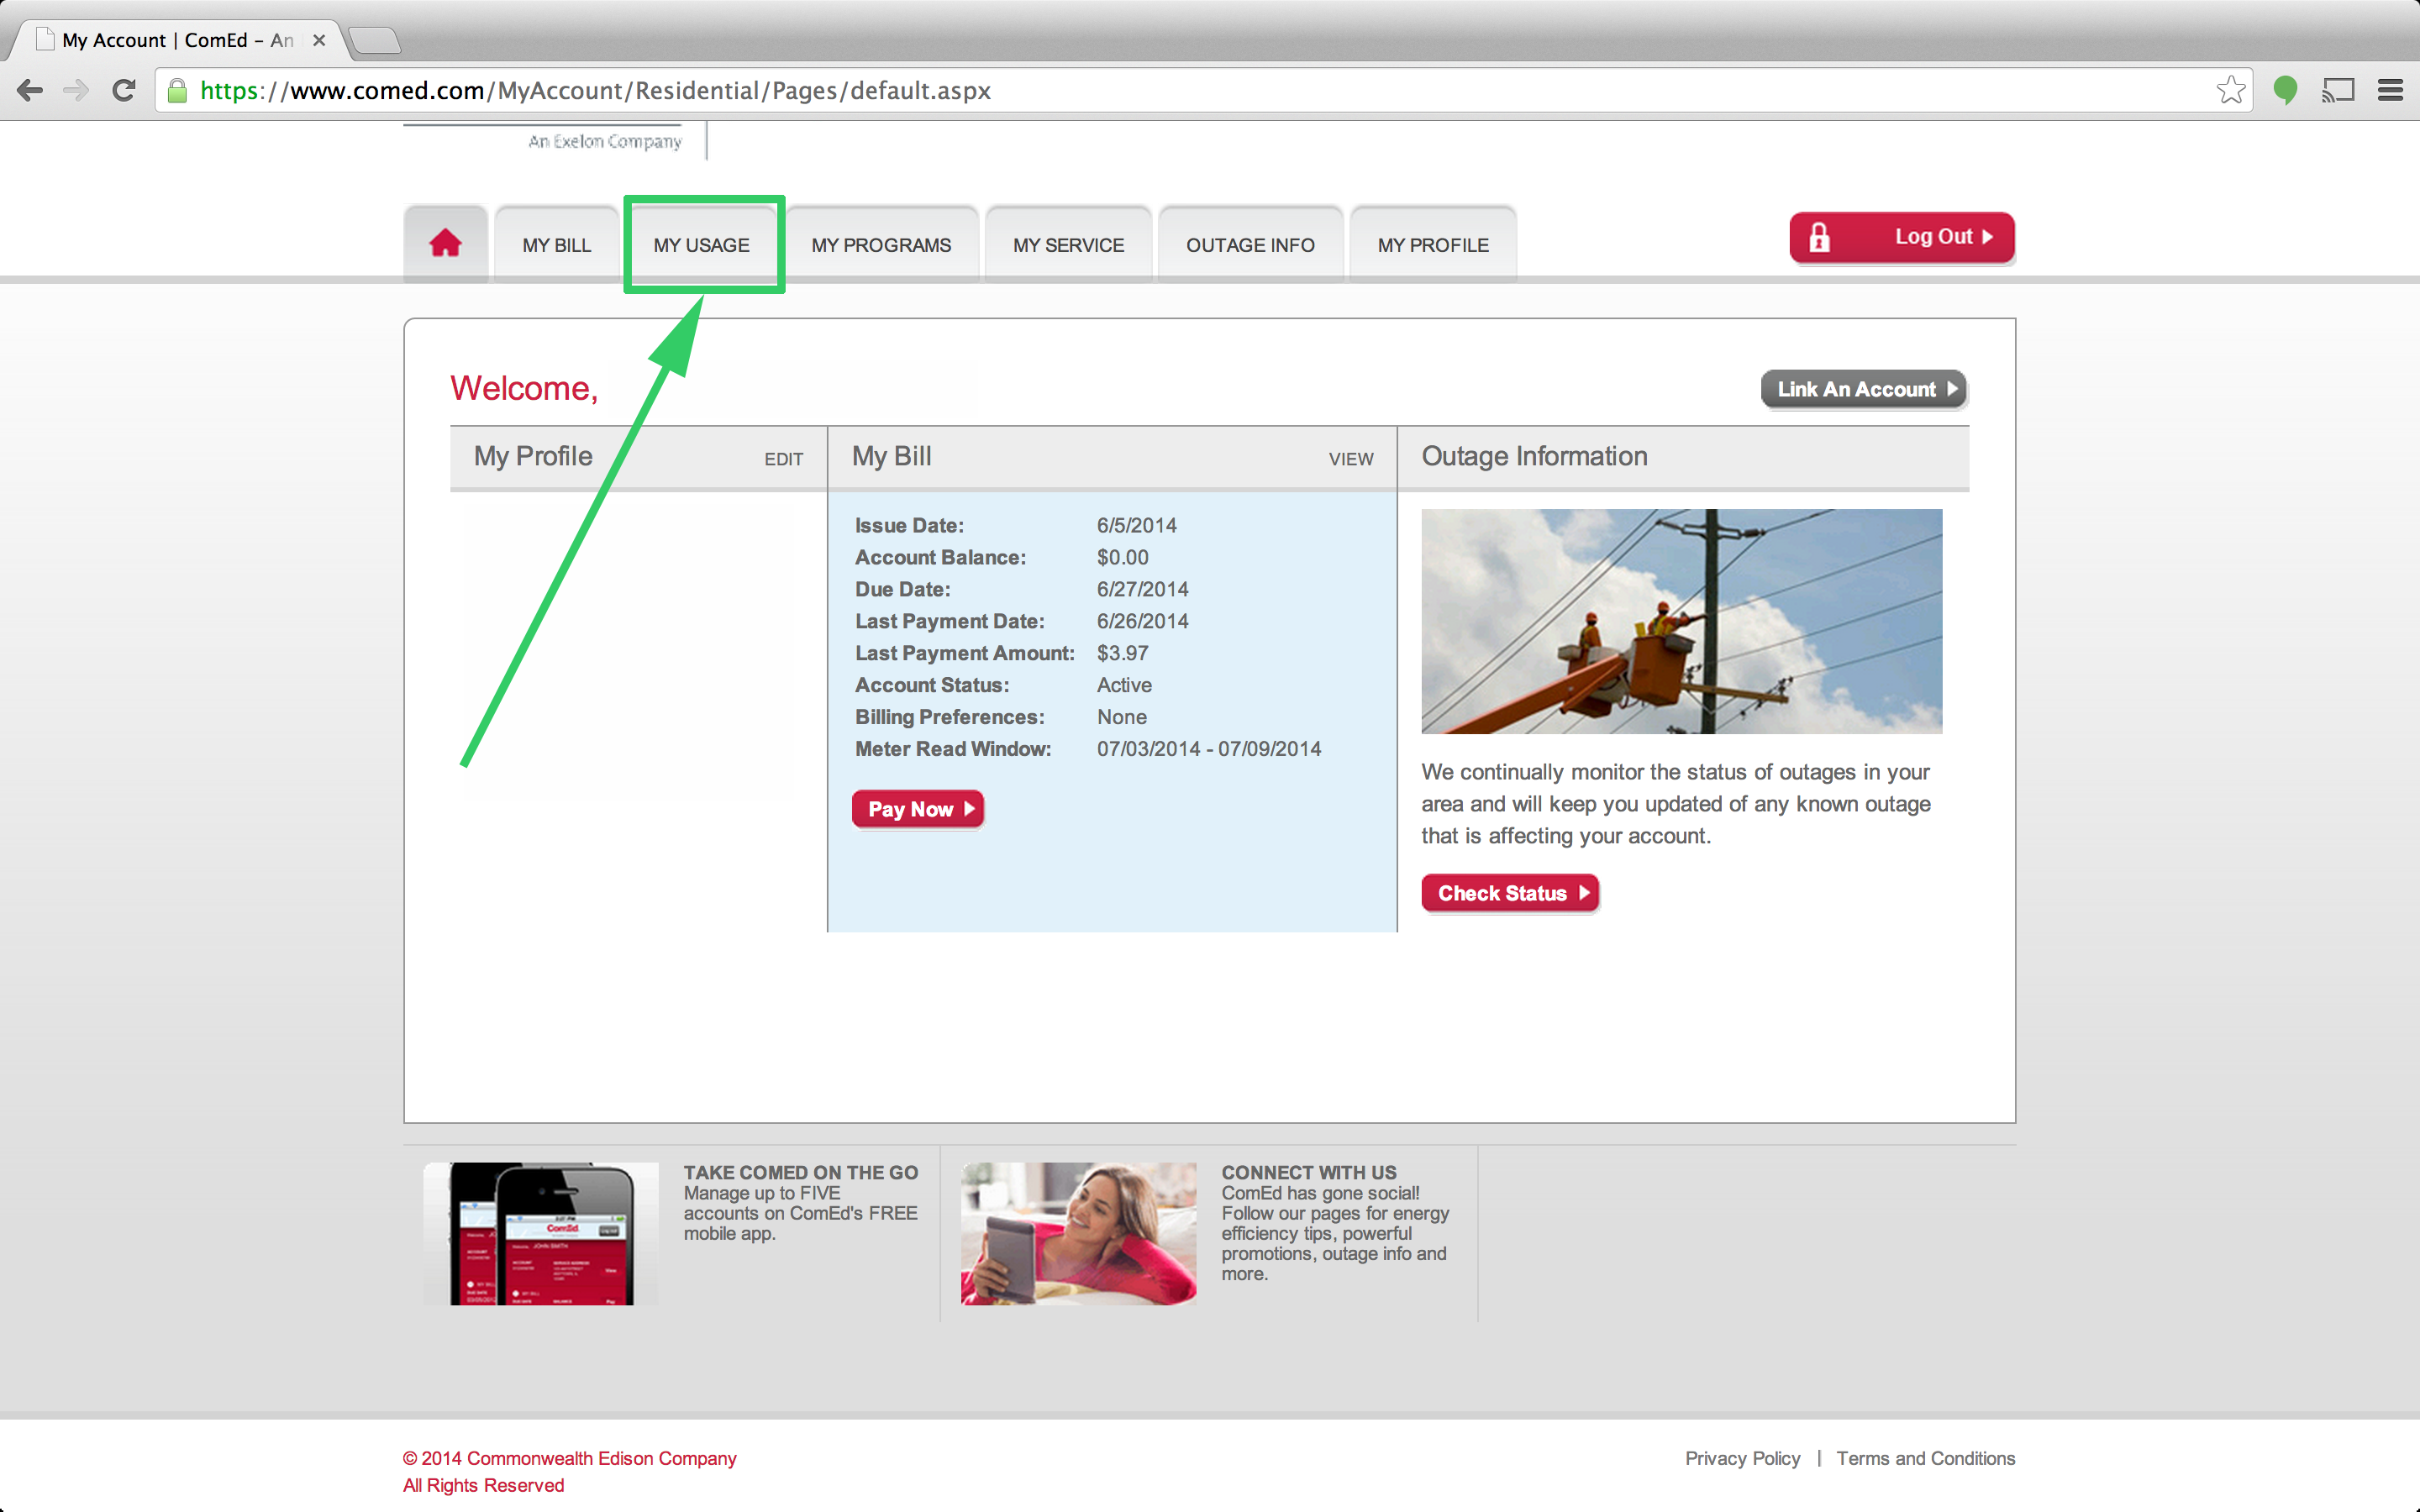 My Account | ComEd – An
https://www.comed.com/MyAccount/Residential/Pages/default.aspx
An Exelon Company
MY BILL
MY USAGE
MY PROGRAMS
MY SERVICE
OUTAGE INFO
MY PROFILE
Log Out
Welcome,
Link An Account
My Profile
EDIT
My Bill
VIEW
Outage Information
Issue Date: 6/5/2014
Account Balance: $0.00
Due Date: 6/27/2014
Last Payment Date: 6/26/2014
Last Payment Amount: $3.97
Account Status: Active
Billing Preferences: None
Meter Read Window: 07/03/2014 - 07/09/2014
Pay Now
We continually monitor the status of outages in your
area and will keep you updated of any known outage
that is affecting your account.
Check Status
ComEd
JOHN SMITH
TAKE COMED ON THE GO
Manage up to FIVE
accounts on ComEd's FREE
mobile app.
CONNECT WITH US
ComEd has gone social!
Follow our pages for energy
efficiency tips, powerful
promotions, outage info and
more.
© 2014 Commonwealth Edison Company
All Rights Reserved
Privacy Policy | Terms and Conditions